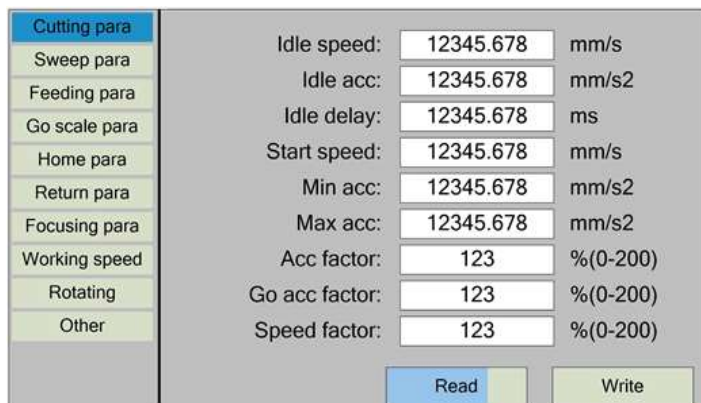 Cutting para
Sweep para
Feeding para
Go scale para
Home para
Return para
Focusing para
Working speed
Rotating
Other
Idle speed: 12345.678 mm/s
Idle acc: 12345.678 mm/s2
Idle delay: 12345.678 ms
Start speed: 12345.678 mm/s
Min acc: 12345.678 mm/s2
Max acc: 12345.678 mm/s2
Acc factor: 123 %(0-200)
Go acc factor: 123 %(0-200)
Speed factor: 123 %(0-200)
Read Write